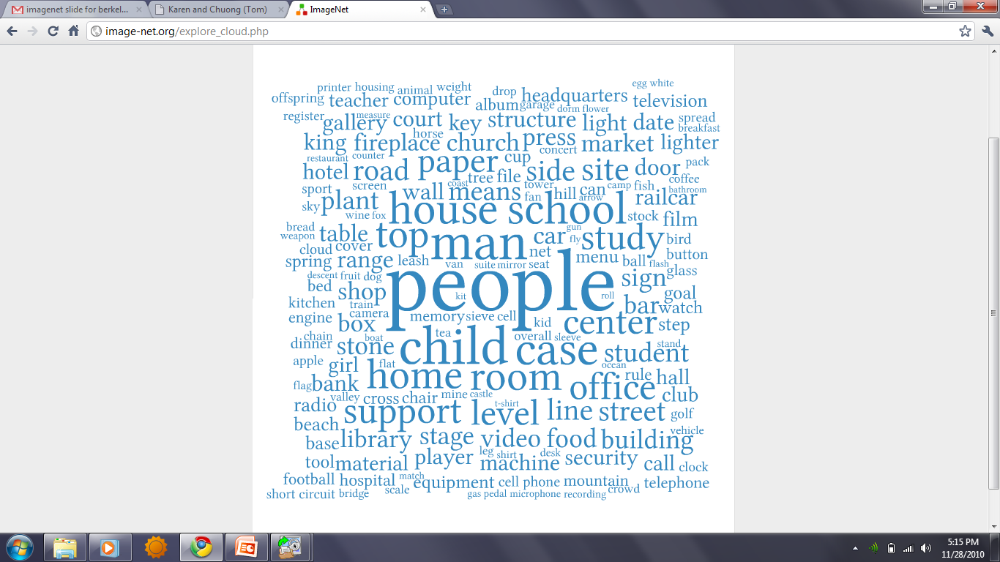 imagenet slide for berkel...
Karen and Chuong (Tom)
ImageNet
image-net.org/explore_cloud.php
egg white
printer housing animal weight
offspring teacher computer drop headquarters television
album garage dorm flower
register gallery measure court key structure light date spread
breakfast
king fireplace horse church press market lighter
concert
restaurant counter paper cup pack
hotel road side site door
sport screen coast tree file tower camp fish coffee
wall means fan hill can arrow railcar bathroom
sky plant house school
wine fox stock film
bread top man car gun study bird
weapon table fly
cloud cover net menu button
spring range leash van suite mirror seat ball flash glass
descent fruit dog people sign
bed shop kit roll goal
kitchen train bar watch
engine camera memory sieve cell kid center step
box
chain boat tea overall sleeve stand
dinner stone child case student
apple girl flat ocean
flag bank home room office rule hall
radio valley cross chair mine castle club
t-shirt
support level line street golf
beach vehicle
base library stage video food building
tool material player leg shirt machine desk security call clock
football hospital match equipment cell phone mountain telephone
short circuit bridge scale gas pedal microphone recording crowd
5:15 PM
11/28/2010